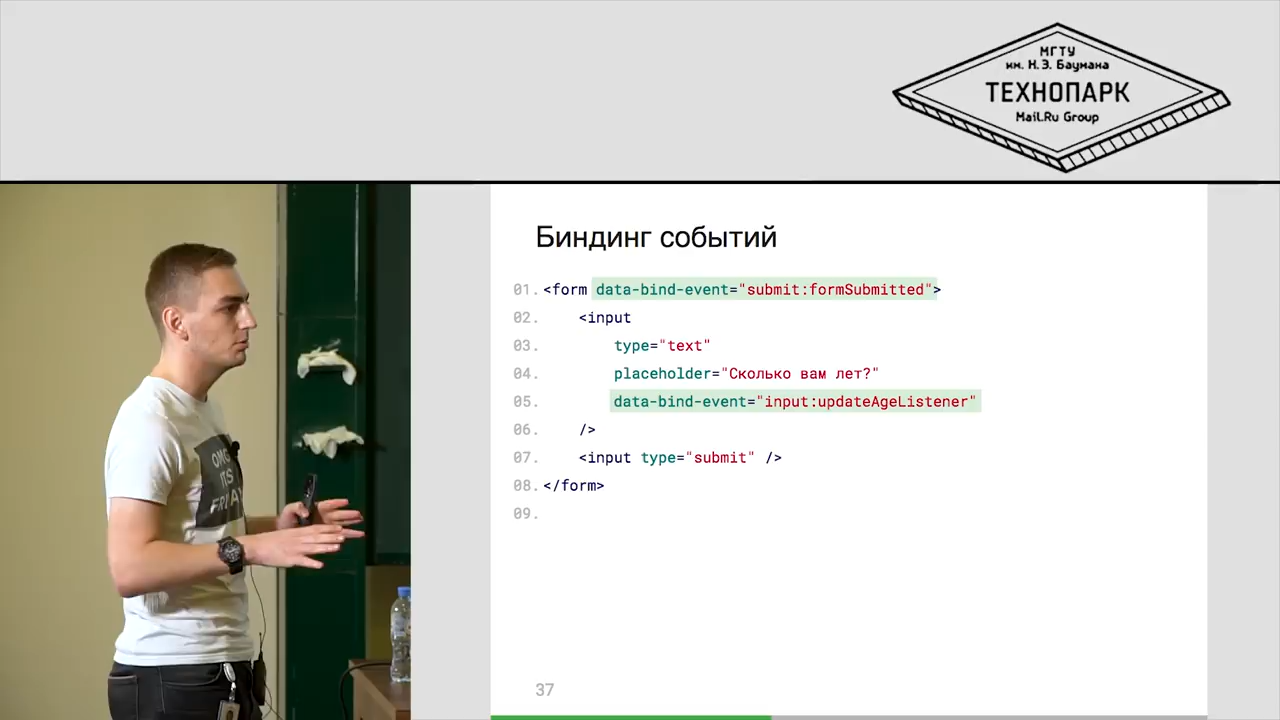 МГТУ
им. Н.Э. Баумана
ТЕХНОПАРК
Mail.Ru Group
Биндинг событий
01. <form data-bind-event="submit:formSubmitted">
02. <input
03. type="text"
04. placeholder="Сколько вам лет?"
05. data-bind-event="input:updateAgeListener"
06. />
07. <input type="submit" />
08. </form>
09.
OMG
ITS
FRIDAY
37